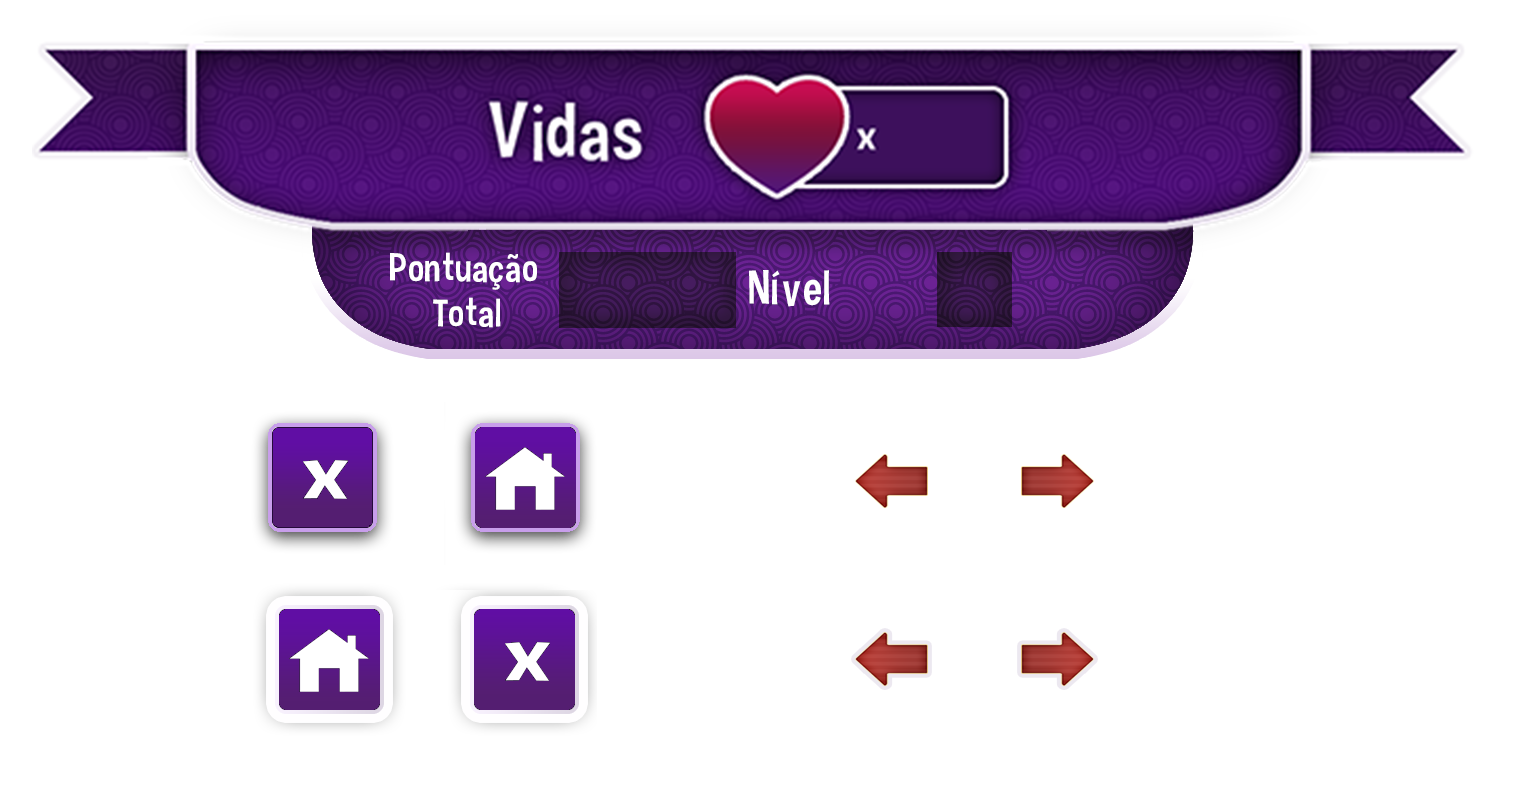 Vidas x
Pontuação
Total
Nível
x
x